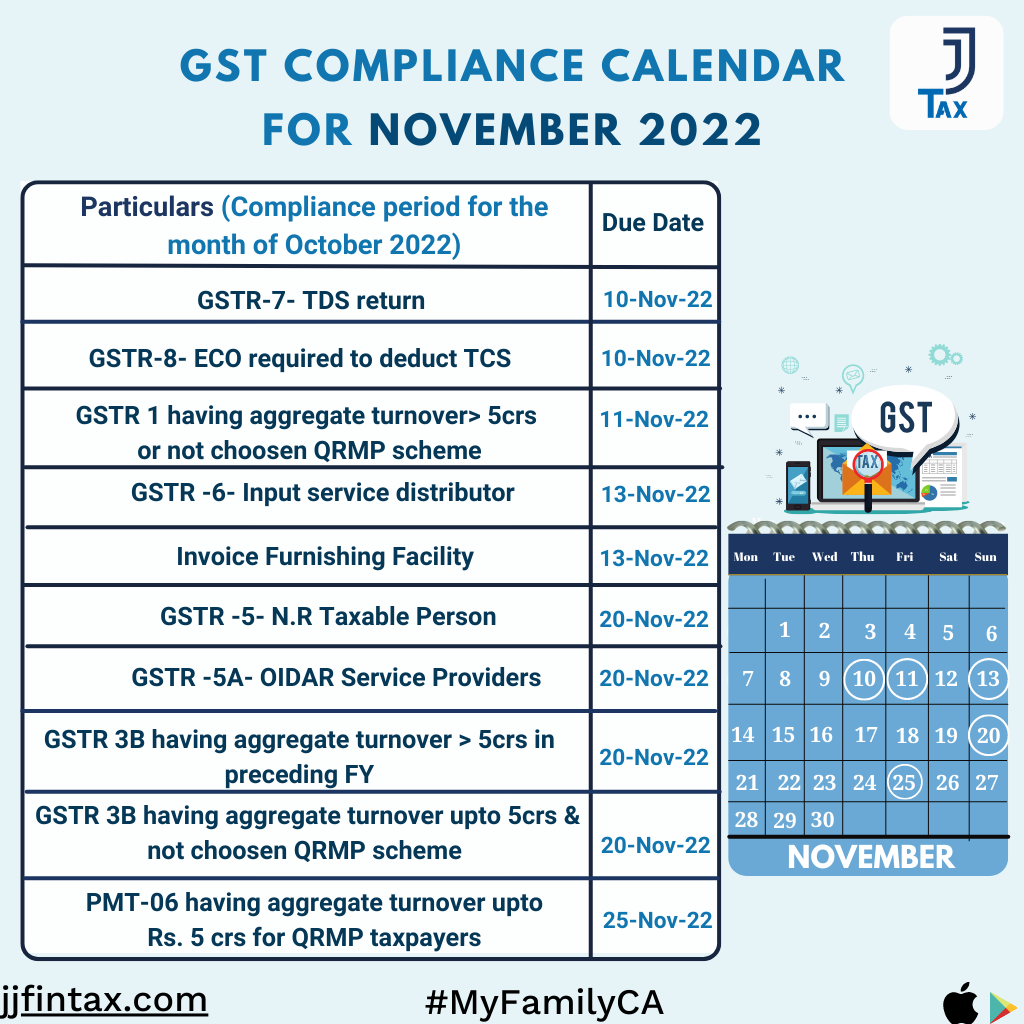 GST COMPLIANCE CALENDAR
FOR NOVEMBER 2022
JJ
TAX
Particulars (Compliance period for the
month of October 2022)
Due Date
GSTR-7- TDS return
10-Nov-22
GSTR-8- ECO required to deduct TCS
10-Nov-22
GSTR 1 having aggregate turnover> 5crs
or not choosen QRMP scheme
11-Nov-22
GSTR -6- Input service distributor
13-Nov-22
Invoice Furnishing Facility
13-Nov-22
GSTR -5- N.R Taxable Person
20-Nov-22
GSTR -5A- OIDAR Service Providers
20-Nov-22
GSTR 3B having aggregate turnover > 5crs in
preceding FY
20-Nov-22
GSTR 3B having aggregate turnover upto 5crs &
not choosen QRMP scheme
20-Nov-22
PMT-06 having aggregate turnover upto
Rs. 5 crs for QRMP taxpayers
25-Nov-22
GST
TAX
Mon Tue Wed Thu Fri Sat Sun
1 2 3 4 5 6
7 8 9 10 11 12 13
14 15 16 17 18 19 20
21 22 23 24 25 26 27
28 29 30
NOVEMBER
jjfintax.com
#MyFamilyCA